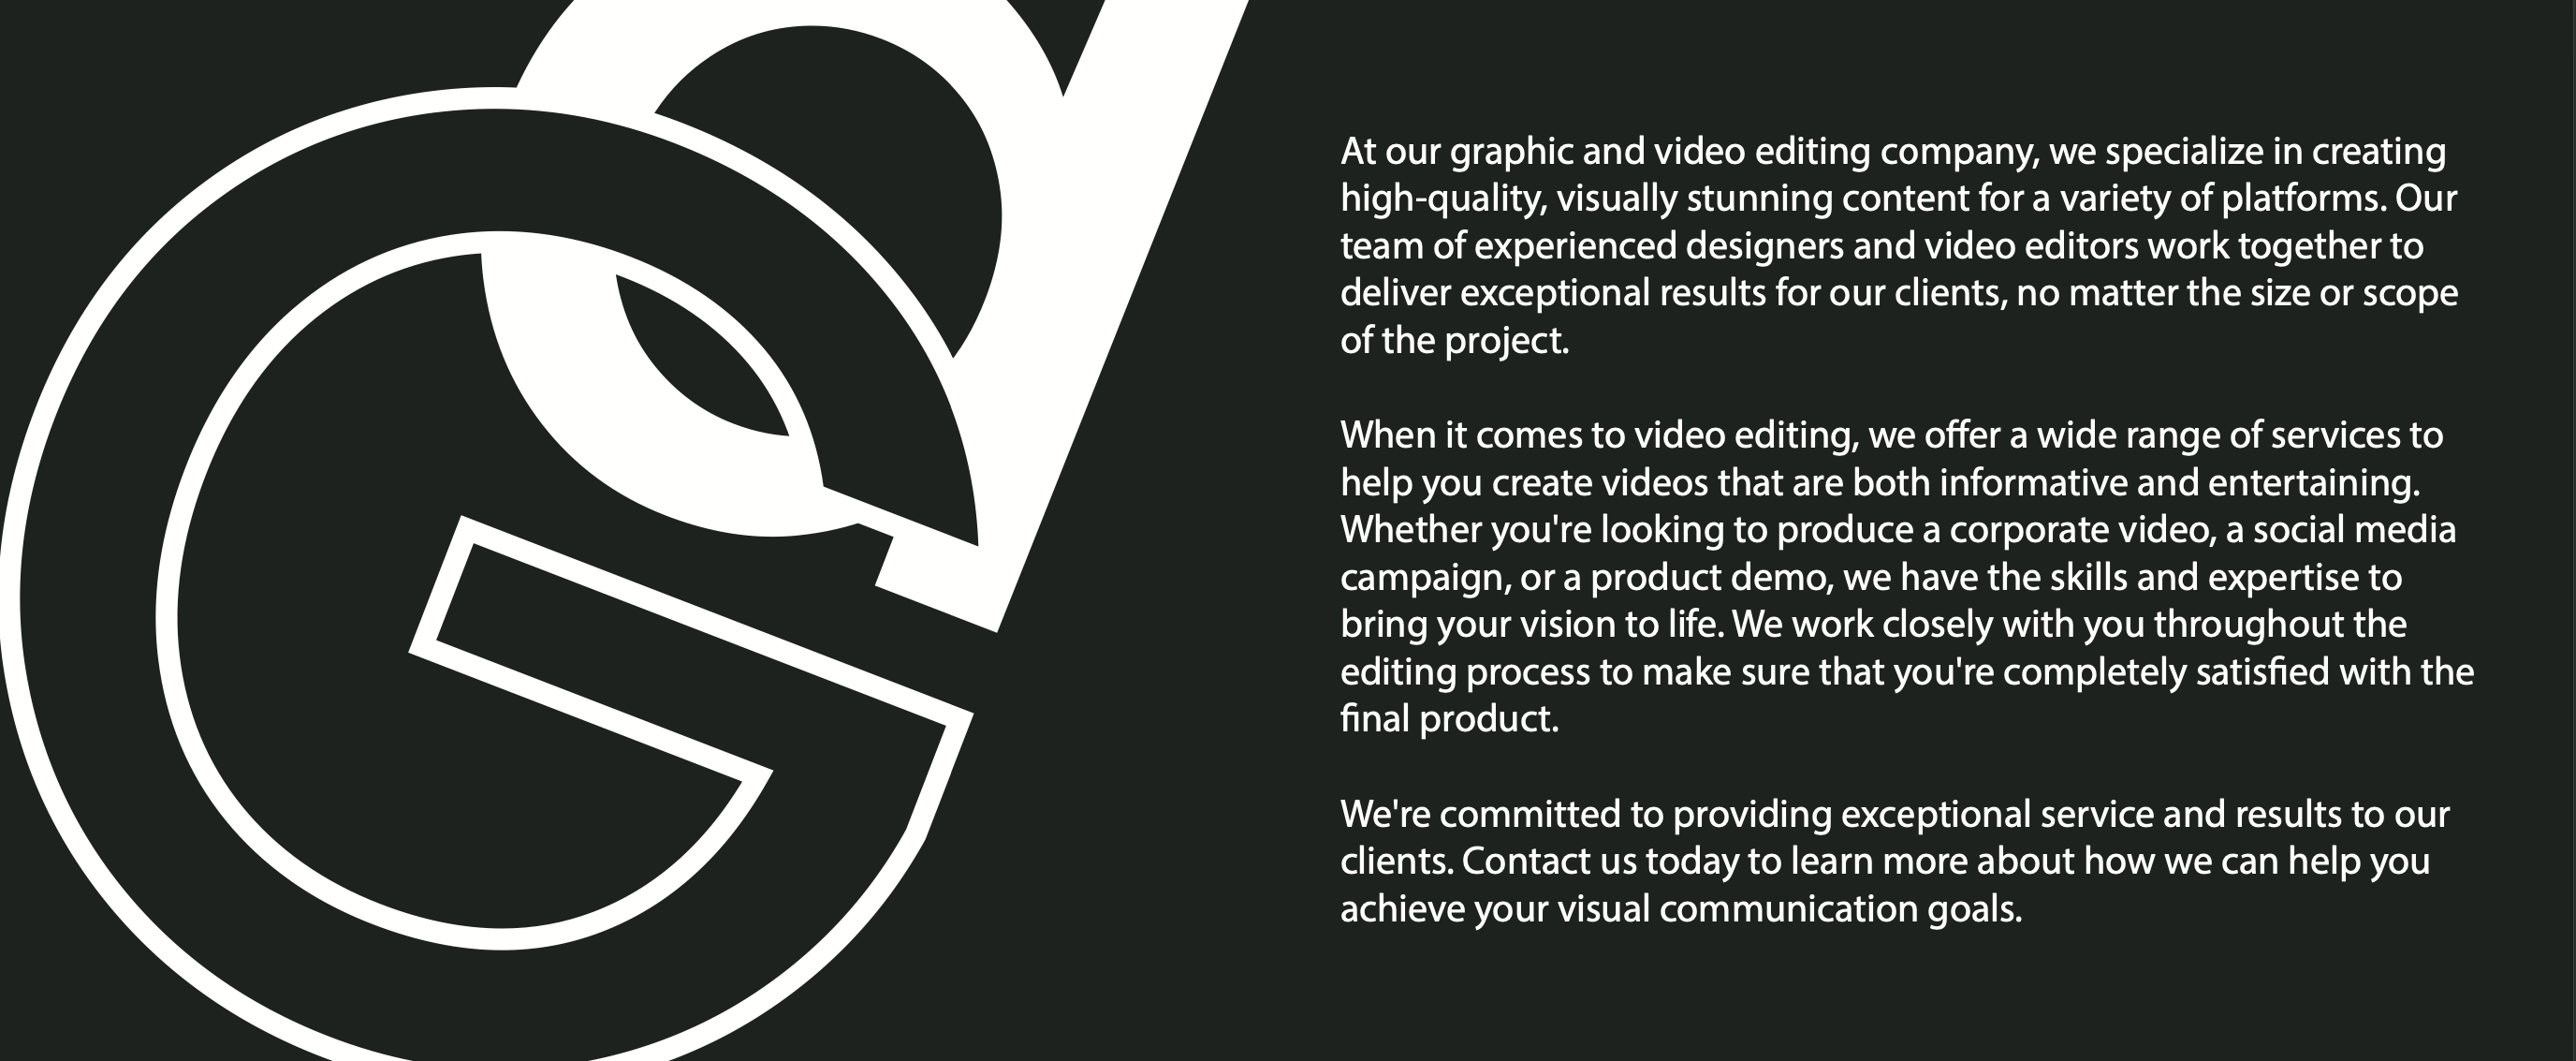 At our graphic and video editing company, we specialize in creating
high-quality, visually stunning content for a variety of platforms. Our
team of experienced designers and video editors work together to
deliver exceptional results for our clients, no matter the size or scope
of the project.
When it comes to video editing, we offer a wide range of services to
help you create videos that are both informative and entertaining.
Whether you're looking to produce a corporate video, a social media
campaign, or a product demo, we have the skills and expertise to
bring your vision to life. We work closely with you throughout the
editing process to make sure that you're completely satisfied with the
final product.
We're committed to providing exceptional service and results to our
clients. Contact us today to learn more about how we can help you
achieve your visual communication goals.